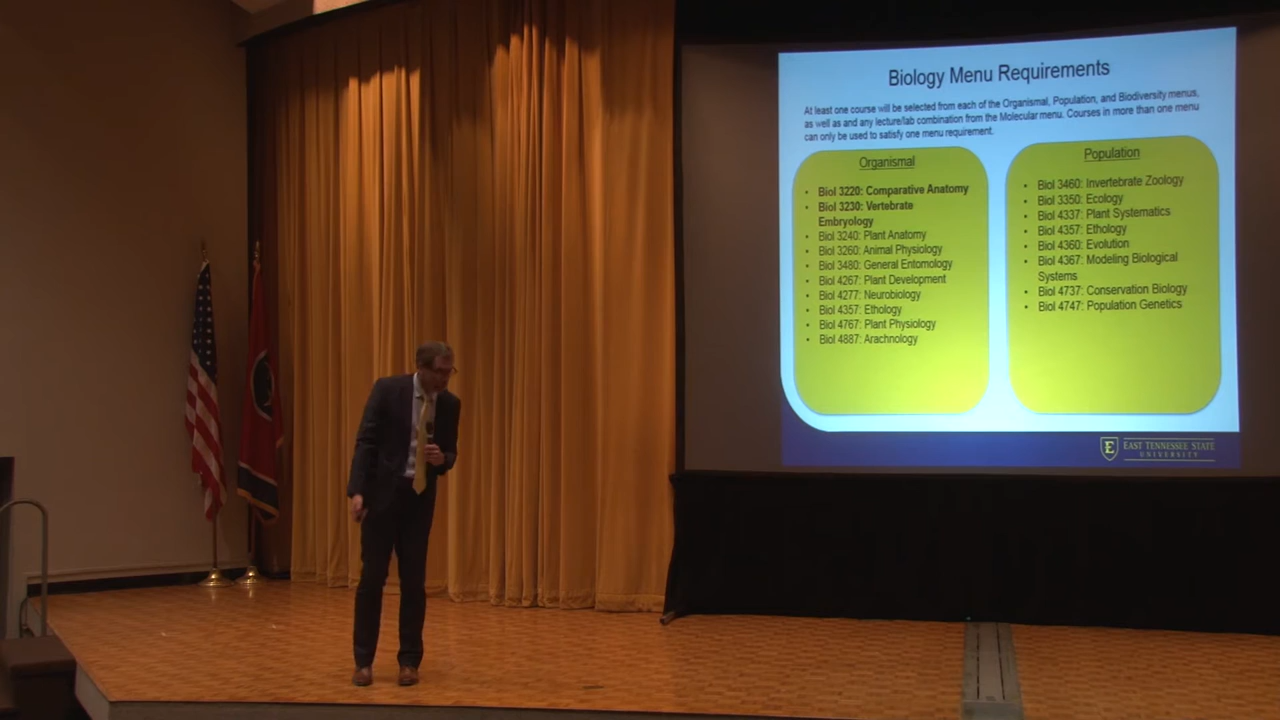 Biology Menu Requirements
At least one course will be selected from each of the Organismal, Population, and Biodiversity menus,
as well as and any lecture/lab combination from the Molecular menu. Courses in more than one menu
can only be used to satisfy one menu requirement.
Organismal
• Biol 3220: Comparative Anatomy
• Biol 3230: Vertebrate
Embryology
• Biol 3240: Plant Anatomy
• Biol 3260: Animal Physiology
• Biol 3480: General Entomology
• Biol 4267: Plant Development
• Biol 4277: Neurobiology
• Biol 4357: Ethology
• Biol 4767: Plant Physiology
• Biol 4887: Arachnology
Population
• Biol 3460: Invertebrate Zoology
• Biol 3350: Ecology
• Biol 4337: Plant Systematics
• Biol 4357: Ethology
• Biol 4360: Evolution
• Biol 4367: Modeling Biological
Systems
• Biol 4737: Conservation Biology
• Biol 4747: Population Genetics
E
EAST TENNESSEE STATE
UNIVERSITY